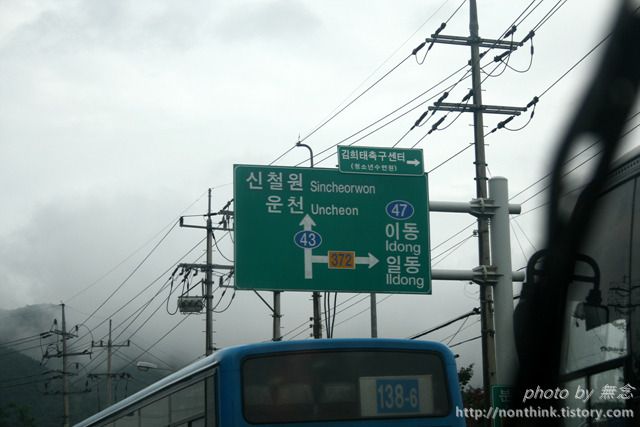 김희태축구센터
(청소년수련원)
신철원 Sincheorwon
운천 Uncheon
47
이동
Idong
43
372
일동
Ildong
138-6
photo by 無念
http://nonthink.tistory.com